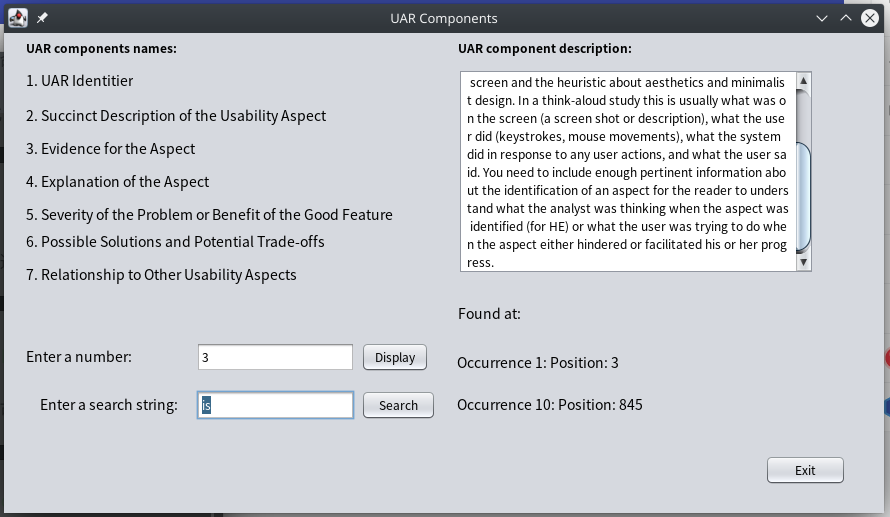 UAR Components
UAR components names:
1. UAR Identitier
2. Succinct Description of the Usability Aspect
3. Evidence for the Aspect
4. Explanation of the Aspect
5. Severity of the Problem or Benefit of the Good Feature
6. Possible Solutions and Potential Trade-offs
7. Relationship to Other Usability Aspects
Enter a number:
3
Display
Enter a search string:
is
Search
UAR component description:
screen and the heuristic about aesthetics and minimalis
t design. In a think-aloud study this is usually what was o
n the screen (a screen shot or description), what the use
r did (keystrokes, mouse movements), what the system
did in response to any user actions, and what the user sa
id. You need to include enough pertinent information abo
ut the identification of an aspect for the reader to unders
tand what the analyst was thinking when the aspect was
identified (for HE) or what the user was trying to do whe
n the aspect either hindered or facilitated his or her prog
ress.
Found at:
Occurrence 1: Position: 3
Occurrence 10: Position: 845
Exit